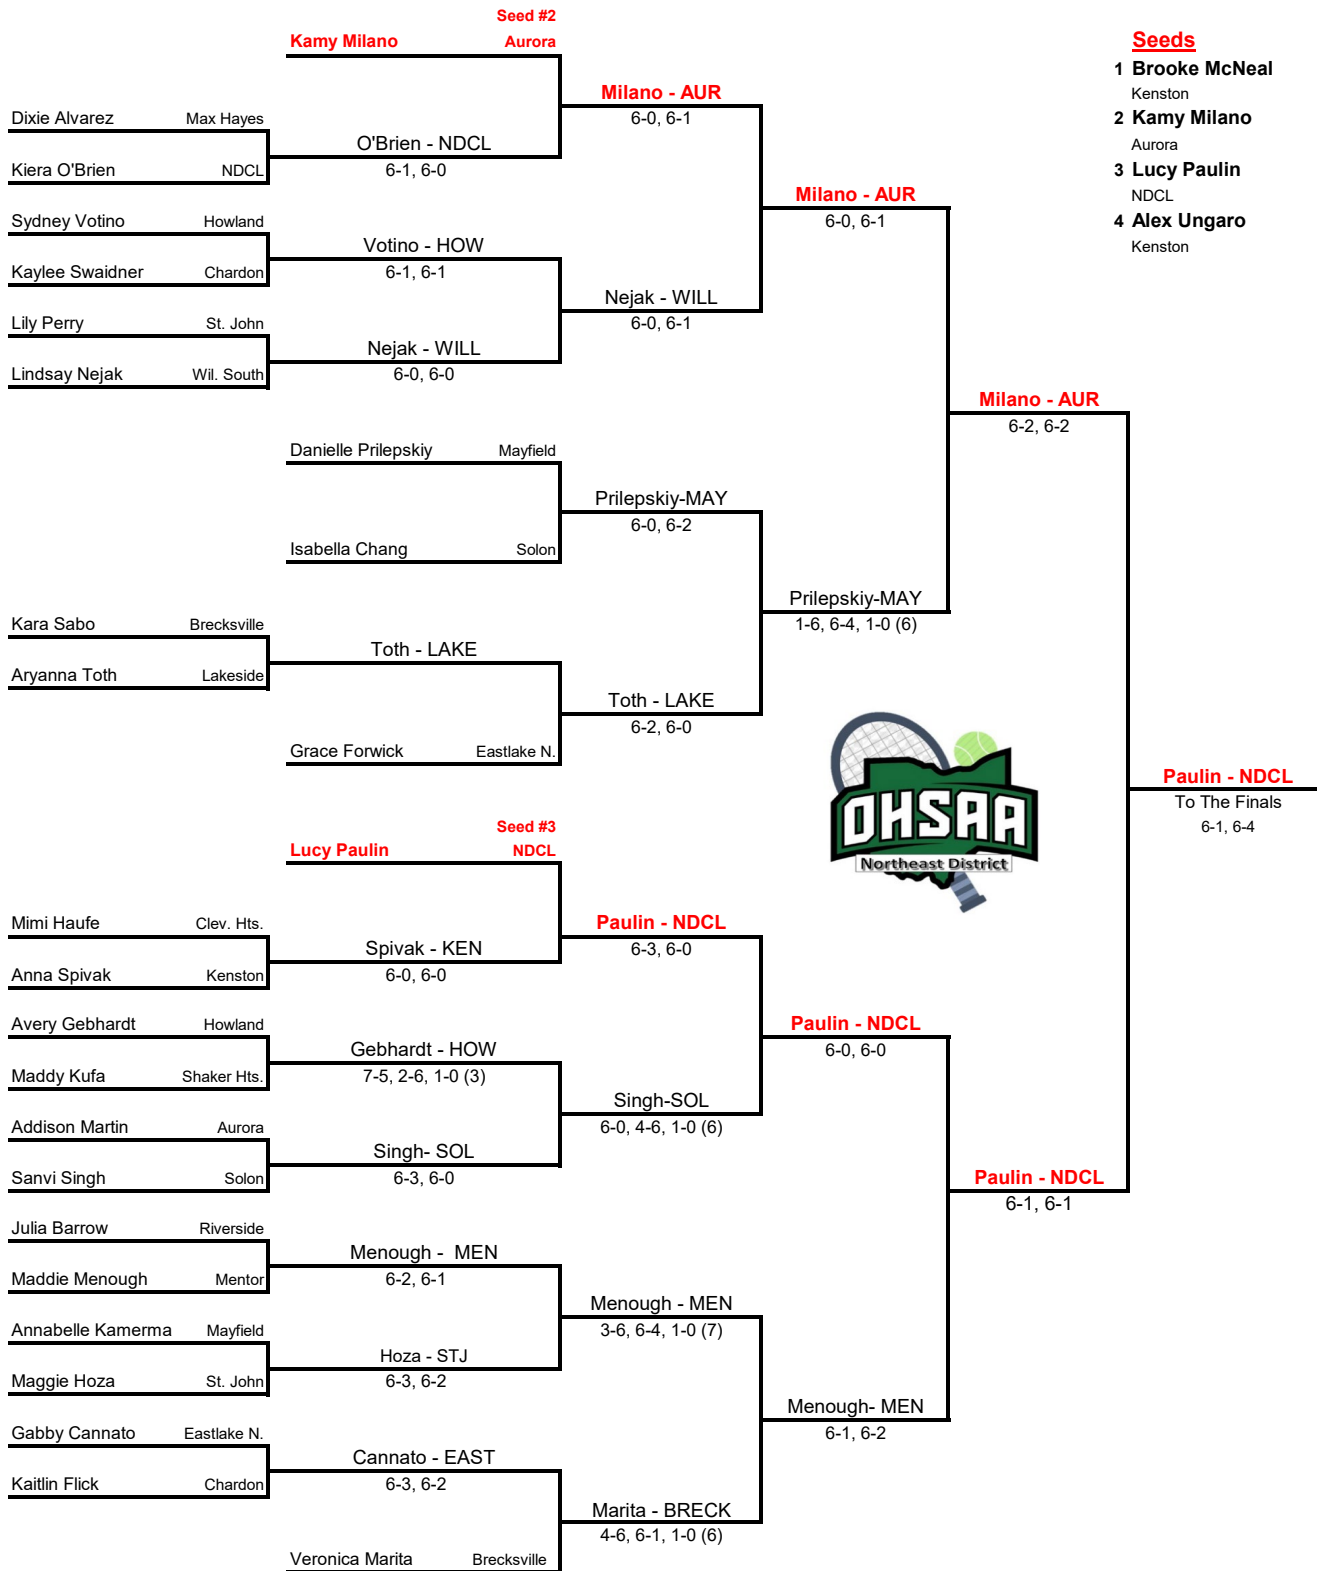 Seed #2
Kamy Milano Aurora
Seeds
1 Brooke McNeal
Kenston
2 Kamy Milano
Aurora
3 Lucy Paulin
NDCL
4 Alex Ungaro
Kenston
Milano - AUR
6-0, 6-1
Dixie Alvarez Max Hayes
O'Brien - NDCL
6-1, 6-0
Kiera O'Brien NDCL
Milano - AUR
6-0, 6-1
Sydney Votino Howland
Votino - HOW
6-1, 6-1
Kaylee Swaidner Chardon
Nejak - WILL
6-0, 6-1
Lily Perry St. John
Nejak - WILL
6-0, 6-0
Lindsay Nejak Wil. South
Milano - AUR
6-2, 6-2
Danielle Prilepskiy Mayfield
Prilepskiy-MAY
6-0, 6-2
Isabella Chang Solon
Prilepskiy-MAY
1-6, 6-4, 1-0 (6)
Kara Sabo Brecksville
Toth - LAKE
Aryanna Toth Lakeside
Toth - LAKE
6-2, 6-0
Grace Forwick Eastlake N.
OHSAA
Northeast District
Paulin - NDCL
To The Finals
6-1, 6-4
Seed #3
Lucy Paulin NDCL
Paulin - NDCL
6-3, 6-0
Mimi Haufe Clev. Hts.
Spivak - KEN
6-0, 6-0
Anna Spivak Kenston
Paulin - NDCL
6-0, 6-0
Avery Gebhardt Howland
Gebhardt - HOW
7-5, 2-6, 1-0 (3)
Maddy Kufa Shaker Hts.
Singh-SOL
6-0, 4-6, 1-0 (6)
Addison Martin Aurora
Singh- SOL
6-3, 6-0
Sanvi Singh Solon
Paulin - NDCL
6-1, 6-1
Julia Barrow Riverside
Menough - MEN
6-2, 6-1
Maddie Menough Mentor
Menough - MEN
3-6, 6-4, 1-0 (7)
Annabelle Kamerma Mayfield
Hoza - STJ
6-3, 6-2
Maggie Hoza St. John
Menough- MEN
6-1, 6-2
Gabby Cannato Eastlake N.
Cannato - EAST
6-3, 6-2
Kaitlin Flick Chardon
Marita - BRECK
4-6, 6-1, 1-0 (6)
Veronica Marita Brecksville